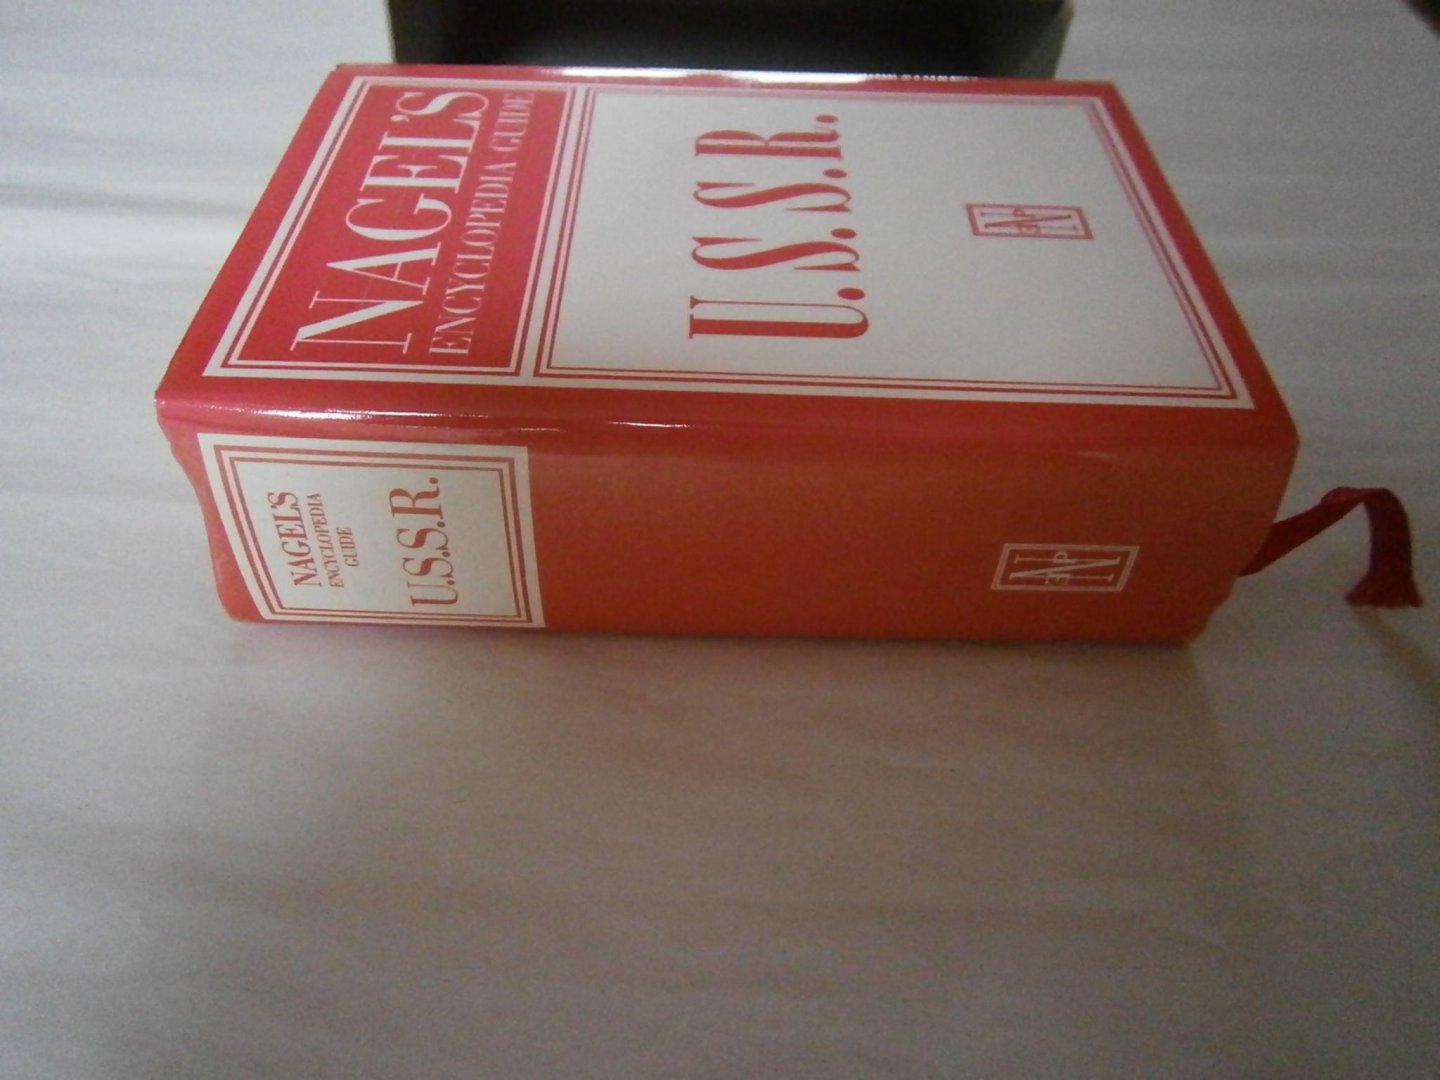 NAGEL'S
ENCYCLOPEDIA-GUIDE
U.S.S.R.
NAGEL'S
ENCYCLOPEDIA
GUIDE
U.S.S.R.